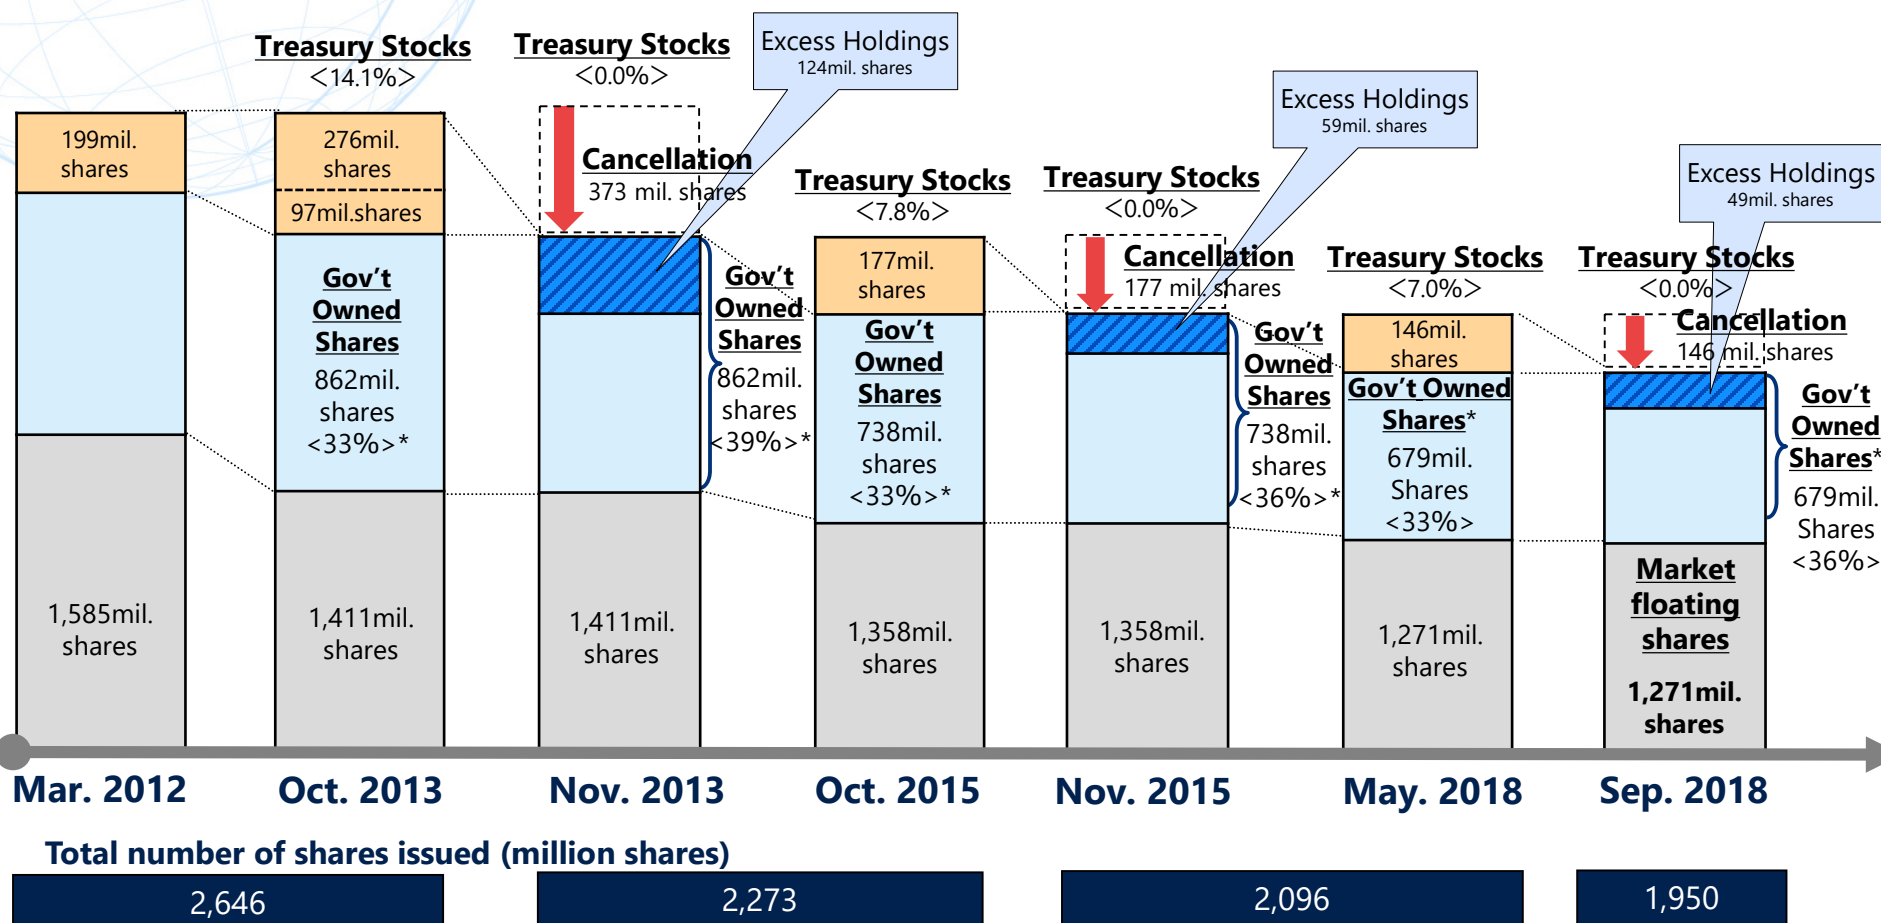 Treasury Stocks
<14.1%>
Treasury Stocks
<0.0%>
Excess Holdings
124mil. shares
Excess Holdings
59mil. shares
Excess Holdings
49mil. shares
199mil.
shares
276mil.
shares
97mil.shares
Cancellation
373 mil. shares
Treasury Stocks
<7.8%>
Treasury Stocks
<0.0%>
Treasury Stocks
<7.0%>
Treasury Stocks
<0.0%>
Gov't
Owned
Shares
862mil.
shares
<33%>*
Gov't
Owned
Shares
862mil.
shares
<39%>*
177mil.
shares
Gov't
Owned
Shares
738mil.
shares
<33%>*
Cancellation
177 mil. shares
Gov't
Owned
Shares
738mil.
shares
<36%>*
146mil.
shares
Gov't Owned
Shares*
679mil.
Shares
<33%>
Cancellation
146 mil. shares
Gov't
Owned
Shares*
679mil.
Shares
<36%>
1,585mil.
shares
1,411mil.
shares
1,411mil.
shares
1,358mil.
shares
1,358mil.
shares
1,271mil.
shares
Market
floating
shares
1,271mil.
shares
Mar. 2012
Oct. 2013
Nov. 2013
Oct. 2015
Nov. 2015
May. 2018
Sep. 2018
Total number of shares issued (million shares)
2,646
2,273
2,096
1,950